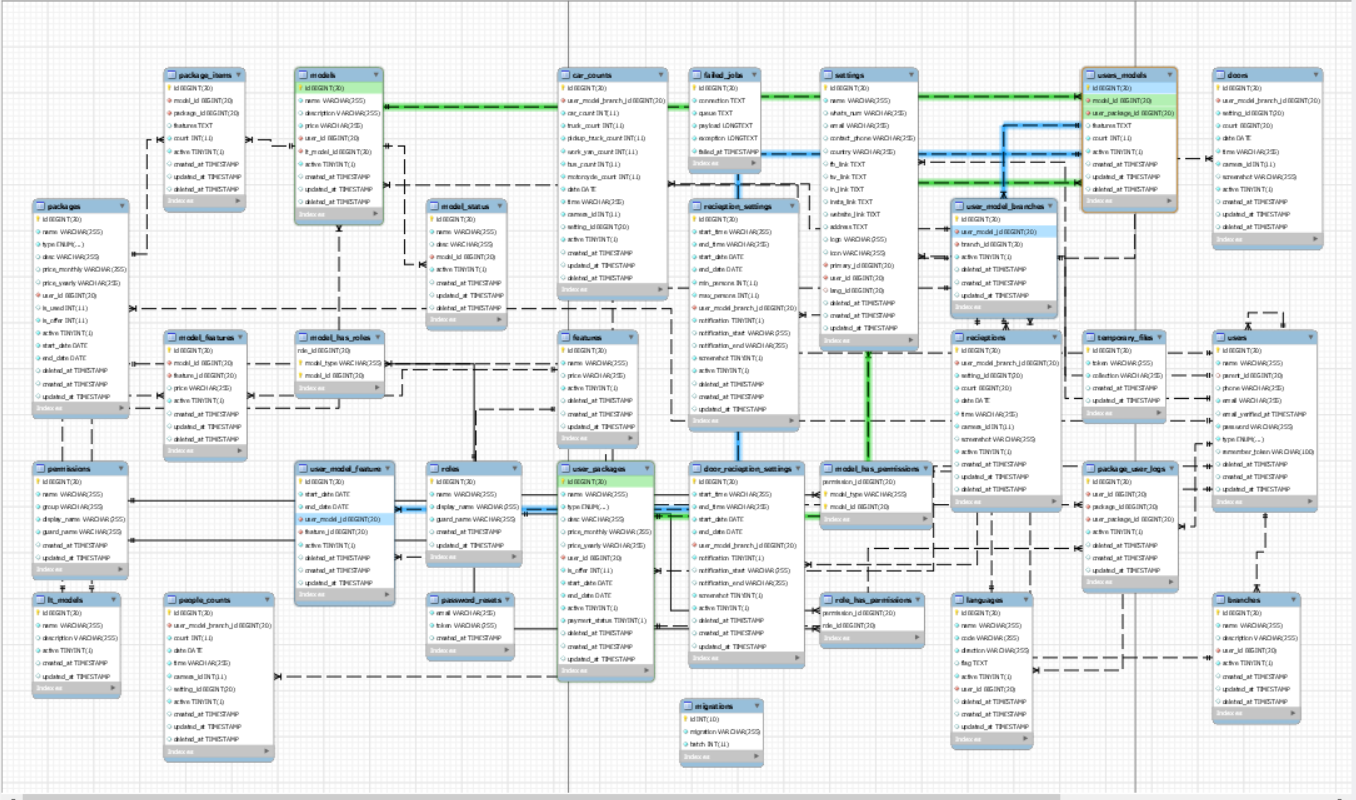 package_items
id BIGINT(20)
model_id BIGINT(20)
package_id BIGINT(20)
features TEXT
count INT(11)
active TINYINT(1)
created_at TIMESTAMP
updated_at TIMESTAMP
deleted_at TIMESTAMP
Indexes
models
id BIGINT(20)
name VARCHAR(255)
description VARCHAR(255)
price VARCHAR(255)
user_id BIGINT(20)
lt_model_id BIGINT(20)
active TINYINT(1)
created_at TIMESTAMP
updated_at TIMESTAMP
deleted_at TIMESTAMP
Indexes
car_counts
id BIGINT(20)
user_model_branch_id BIGINT(20)
car_count INT(11)
truck_count INT(11)
pickup_truck_count INT(11)
work_van_count INT(11)
bus_count INT(11)
motorcycle_count INT(11)
date DATE
time VARCHAR(255)
camera_id INT(11)
setting_id BIGINT(20)
active TINYINT(1)
created_at TIMESTAMP
updated_at TIMESTAMP
deleted_at TIMESTAMP
Indexes
failed_jobs
id BIGINT(20)
connection TEXT
queue TEXT
payload LONGTEXT
exception LONGTEXT
failed_at TIMESTAMP
Indexes
settings
id BIGINT(20)
name VARCHAR(255)
whats_num VARCHAR(255)
email VARCHAR(255)
contact_phone VARCHAR(255)
country VARCHAR(255)
fb_link TEXT
tw_link TEXT
in_link TEXT
insta_link TEXT
website_link TEXT
address TEXT
logo VARCHAR(255)
icon VARCHAR(255)
primary_id BIGINT(20)
user_id BIGINT(20)
lang_id BIGINT(20)
deleted_at TIMESTAMP
created_at TIMESTAMP
updated_at TIMESTAMP
Indexes
users_models
id BIGINT(20)
model_id BIGINT(20)
user_package_id BIGINT(20)
features TEXT
count INT(11)
active TINYINT(1)
created_at TIMESTAMP
updated_at TIMESTAMP
deleted_at TIMESTAMP
Indexes
doors
id BIGINT(20)
user_model_branch_id BIGINT(20)
setting_id BIGINT(20)
count BIGINT(20)
date DATE
time VARCHAR(255)
camera_id INT(11)
screenshot VARCHAR(255)
active TINYINT(1)
created_at TIMESTAMP
updated_at TIMESTAMP
deleted_at TIMESTAMP
Indexes
packages
id BIGINT(20)
name VARCHAR(255)
type ENUM(...)
desc VARCHAR(255)
price_monthly VARCHAR(255)
price_yearly VARCHAR(255)
user_id BIGINT(20)
is_used INT(11)
is_offer INT(11)
active TINYINT(1)
start_date DATE
end_date DATE
deleted_at TIMESTAMP
created_at TIMESTAMP
updated_at TIMESTAMP
Indexes
model_status
id BIGINT(20)
name VARCHAR(255)
desc VARCHAR(255)
model_id BIGINT(20)
active TINYINT(1)
created_at TIMESTAMP
updated_at TIMESTAMP
deleted_at TIMESTAMP
Indexes
reciption_settings
id BIGINT(20)
start_time VARCHAR(255)
end_time VARCHAR(255)
start_date DATE
end_date DATE
min_persons INT(11)
max_persons INT(11)
user_model_branch_id BIGINT(20)
notification TINYINT(1)
notification_start VARCHAR(255)
notification_end VARCHAR(255)
screenshot TINYINT(1)
active TINYINT(1)
deleted_at TIMESTAMP
created_at TIMESTAMP
updated_at TIMESTAMP
Indexes
user_model_branches
id BIGINT(20)
user_model_id BIGINT(20)
branch_id BIGINT(20)
active TINYINT(1)
deleted_at TIMESTAMP
created_at TIMESTAMP
updated_at TIMESTAMP
Indexes
model_features
id BIGINT(20)
model_id BIGINT(20)
feature_id BIGINT(20)
price VARCHAR(255)
active TINYINT(1)
created_at TIMESTAMP
updated_at TIMESTAMP
deleted_at TIMESTAMP
Indexes
model_has_roles
role_id BIGINT(20)
model_type VARCHAR(255)
model_id BIGINT(20)
Indexes
features
id BIGINT(20)
name VARCHAR(255)
price VARCHAR(255)
active TINYINT(1)
deleted_at TIMESTAMP
created_at TIMESTAMP
updated_at TIMESTAMP
Indexes
reciptions
id BIGINT(20)
user_model_branch_id BIGINT(20)
setting_id BIGINT(20)
count BIGINT(20)
date DATE
time VARCHAR(255)
camera_id INT(11)
screenshot VARCHAR(255)
active TINYINT(1)
created_at TIMESTAMP
updated_at TIMESTAMP
deleted_at TIMESTAMP
Indexes
temporary_files
id BIGINT(20)
token VARCHAR(255)
collection VARCHAR(255)
created_at TIMESTAMP
updated_at TIMESTAMP
Indexes
users
id BIGINT(20)
name VARCHAR(255)
parent_id BIGINT(20)
phone VARCHAR(255)
email VARCHAR(255)
email_verified_at TIMESTAMP
password VARCHAR(255)
type ENUM(...)
remember_token VARCHAR(100)
deleted_at TIMESTAMP
created_at TIMESTAMP
updated_at TIMESTAMP
Indexes
permissions
id BIGINT(20)
name VARCHAR(255)
group VARCHAR(255)
display_name VARCHAR(255)
guard_name VARCHAR(255)
created_at TIMESTAMP
updated_at TIMESTAMP
Indexes
user_model_feature
id BIGINT(20)
start_date DATE
end_date DATE
user_model_id BIGINT(20)
feature_id BIGINT(20)
active TINYINT(1)
deleted_at TIMESTAMP
created_at TIMESTAMP
updated_at TIMESTAMP
Indexes
roles
id BIGINT(20)
name VARCHAR(255)
display_name VARCHAR(255)
guard_name VARCHAR(255)
created_at TIMESTAMP
updated_at TIMESTAMP
Indexes
user_packages
id BIGINT(20)
name VARCHAR(255)
type ENUM(...)
desc VARCHAR(255)
price_monthly VARCHAR(255)
price_yearly VARCHAR(255)
user_id BIGINT(20)
is_offer INT(11)
start_date DATE
end_date DATE
active TINYINT(1)
payment_status TINYINT(1)
deleted_at TIMESTAMP
created_at TIMESTAMP
updated_at TIMESTAMP
Indexes
door_reciption_settings
id BIGINT(20)
start_time VARCHAR(255)
end_time VARCHAR(255)
start_date DATE
end_date DATE
user_model_branch_id BIGINT(20)
notification TINYINT(1)
notification_start VARCHAR(255)
notification_end VARCHAR(255)
screenshot TINYINT(1)
active TINYINT(1)
deleted_at TIMESTAMP
created_at TIMESTAMP
updated_at TIMESTAMP
Indexes
model_has_permissions
permission_id BIGINT(20)
model_type VARCHAR(255)
model_id BIGINT(20)
Indexes
package_user_logs
id BIGINT(20)
user_id BIGINT(20)
package_id BIGINT(20)
user_package_id BIGINT(20)
active TINYINT(1)
deleted_at TIMESTAMP
created_at TIMESTAMP
updated_at TIMESTAMP
Indexes
lt_models
id BIGINT(20)
name VARCHAR(255)
description VARCHAR(255)
active TINYINT(1)
created_at TIMESTAMP
updated_at TIMESTAMP
Indexes
people_counts
id BIGINT(20)
user_model_branch_id BIGINT(20)
count INT(11)
date DATE
time VARCHAR(255)
camera_id INT(11)
setting_id BIGINT(20)
active TINYINT(1)
created_at TIMESTAMP
updated_at TIMESTAMP
deleted_at TIMESTAMP
Indexes
password_resets
email VARCHAR(255)
token VARCHAR(255)
created_at TIMESTAMP
Indexes
role_has_permissions
permission_id BIGINT(20)
role_id BIGINT(20)
Indexes
languages
id BIGINT(20)
name VARCHAR(255)
code VARCHAR(255)
direction VARCHAR(255)
flag TEXT
active TINYINT(1)
user_id BIGINT(20)
deleted_at TIMESTAMP
created_at TIMESTAMP
updated_at TIMESTAMP
Indexes
branches
id BIGINT(20)
name VARCHAR(255)
description VARCHAR(255)
user_id BIGINT(20)
active TINYINT(1)
created_at TIMESTAMP
updated_at TIMESTAMP
deleted_at TIMESTAMP
Indexes
migrations
id INT(10)
migration VARCHAR(255)
batch INT(11)
Indexes